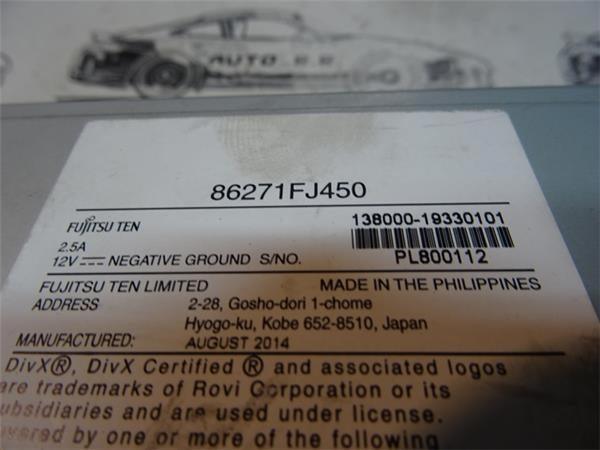 AUTO
86271FJ450
FUJITSU TEN
138000-19330101
2.5A
12V NEGATIVE GROUND S/NO.
PL800112
FUJITSU TEN LIMITED MADE IN THE PHILIPPINES
ADDRESS 2-28, Gosho-dori 1-chome
Hyogo-ku, Kobe 652-8510, Japan
MANUFACTURED: AUGUST 2014
DivX®, DivX Certified ® and associated logos
are trademarks of Rovi Corporation or its
subsidiaries and are used under license.
by one or more of the following